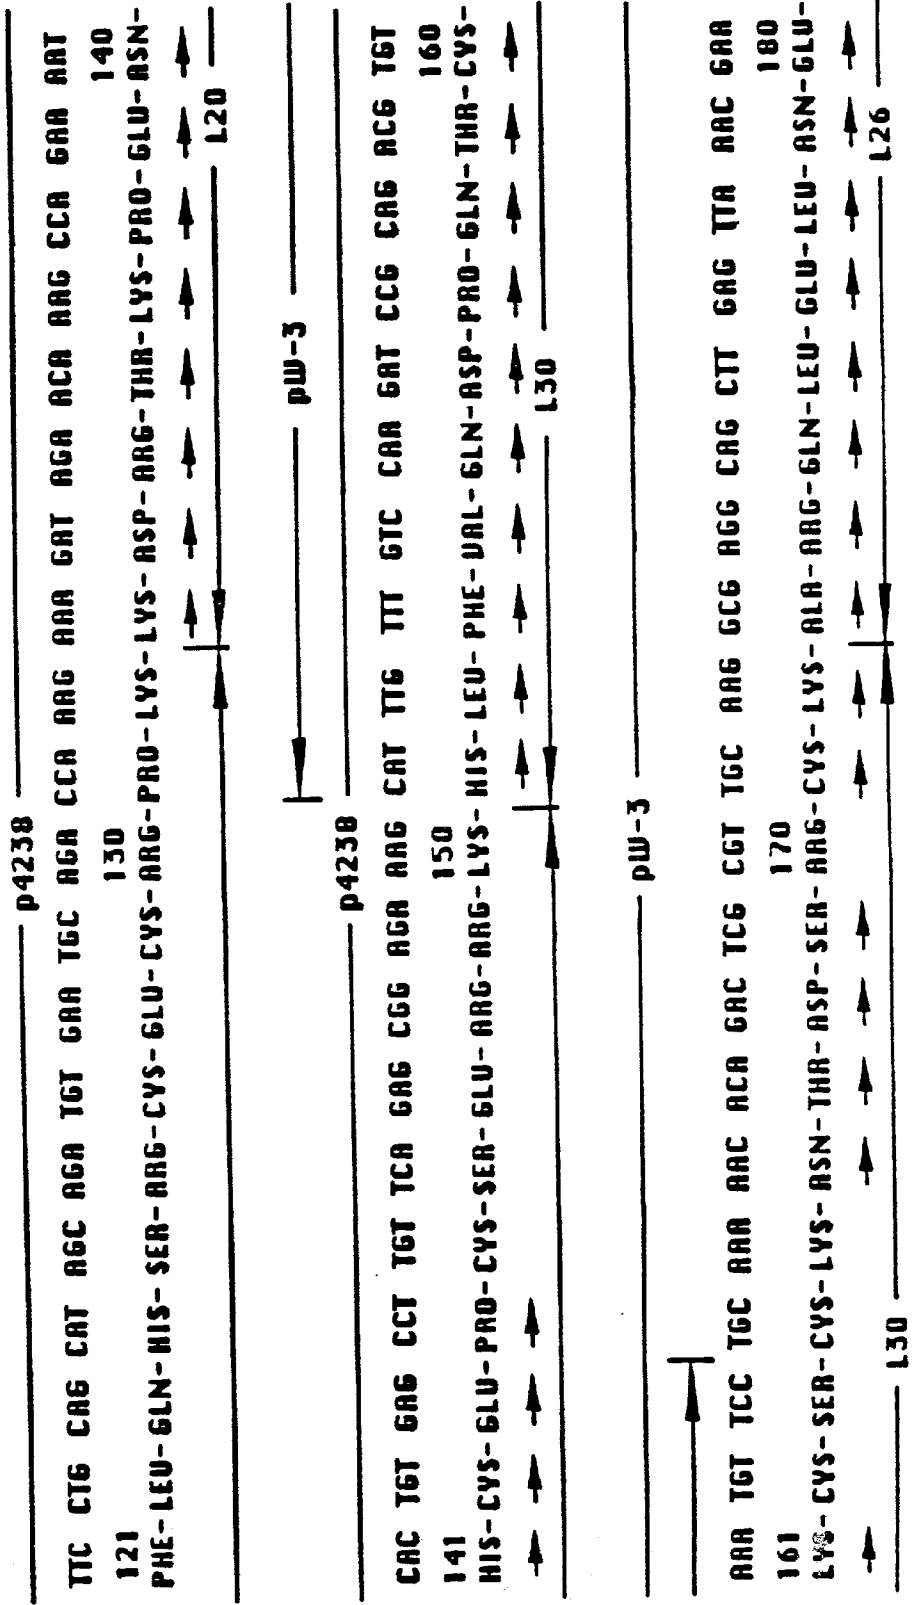 p4238
TTC CTG CAG CAT AGC AGA TGT GAA TGC AGA CCA AAG AAA GAT AGA ACA AAG CCA GAA AAT
121 130 140
PHE-LEU-GLN-HIS-SER-ARG-CYS-GLU-CYS-ARG-PRO-LYS-LYS-ASP-ARG-THR-LYS-PRO-GLU-ASN-
L20
pW-3
p4238
CAC TGT GAG CCT TGT TCA GAG CGG AGA AAG CAT TTG TTT GTC CAA GAT CCG CAG ACG TGT
141 150 160
HIS-CYS-GLU-PRO-CYS-SER-GLU-ARG-ARG-LYS-HIS-LEU-PHE-VAL-GLN-ASP-PRO-GLN-THR-CYS-
L30
pW-3
AAA TGT TCC TGC AAA AAC ACA GAC TCG CGT TGC AAG GCG AGG CAG CTT GAG TTA AAC GAA
161 170 180
LYS-CYS-SER-CYS-LYS-ASN-THR-ASP-SER-ARG-CYS-LYS-ALA-ARG-GLN-LEU-GLU-LEU-ASN-GLU-
L30 L26